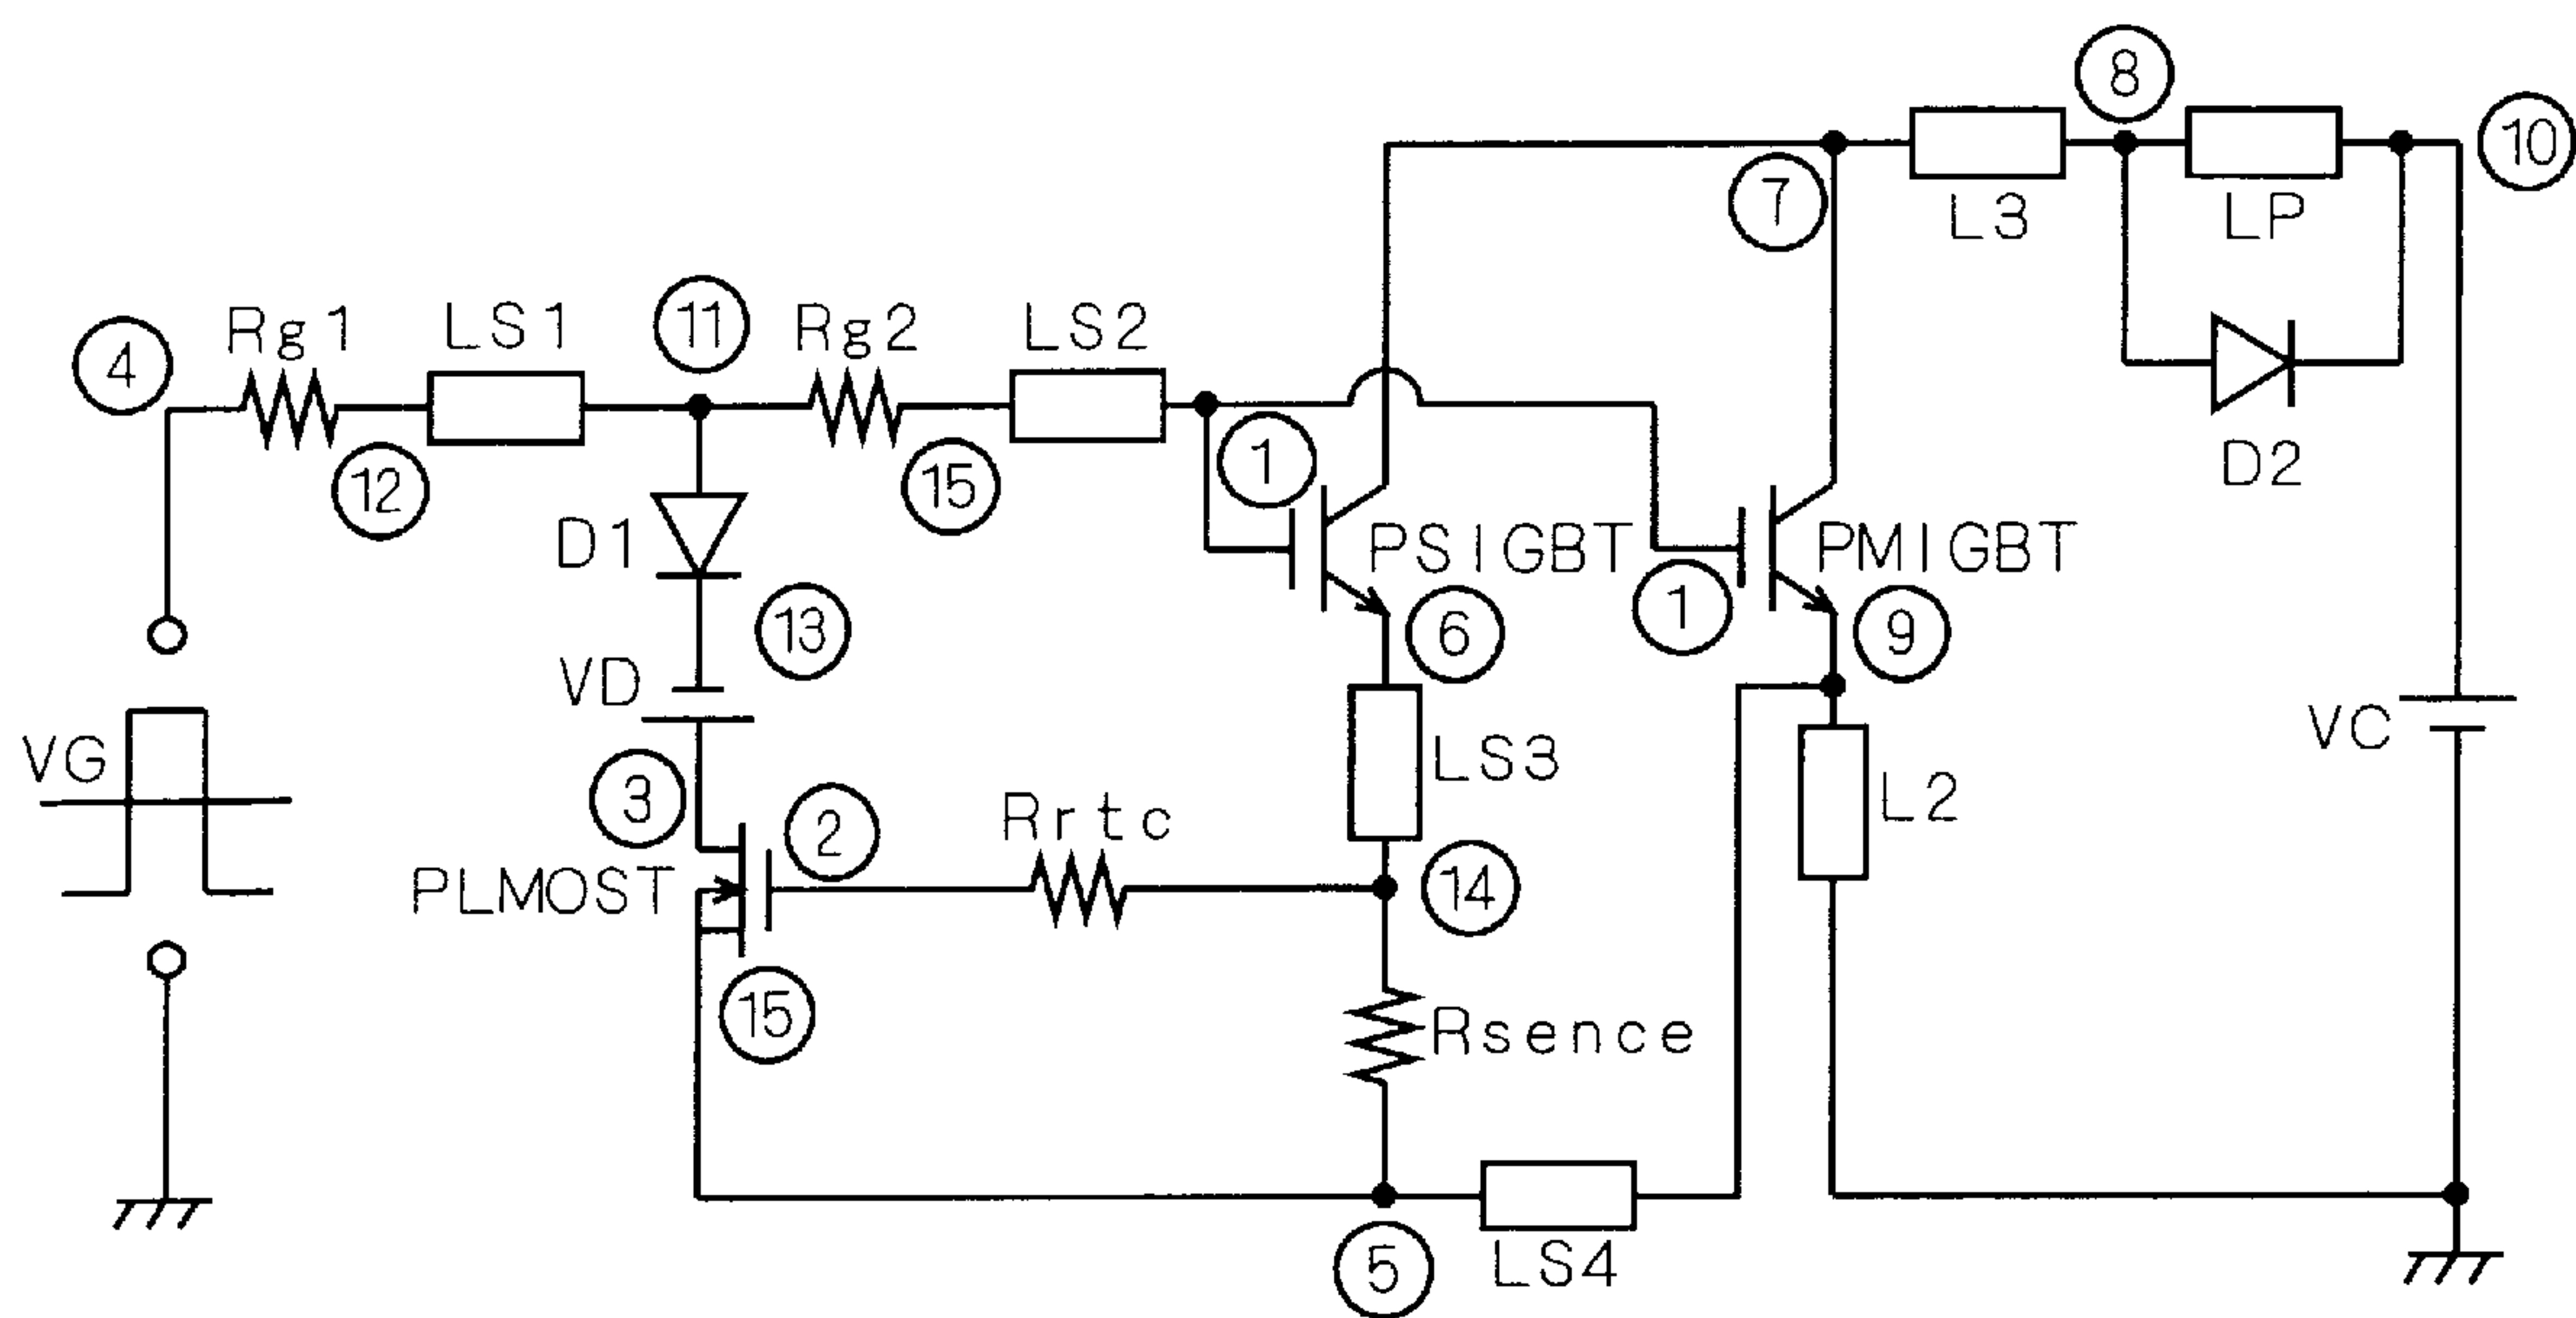 8
10
7
L3
LP
4
Rg1
LS1
11
Rg2
LS2
12
15
1
D2
D1
PSIGBT
PMIGBT
13
6
1
9
VD
VG
3
2
Rrtc
LS3
L2
VC
PLMOST
14
15
Rsence
5
LS4